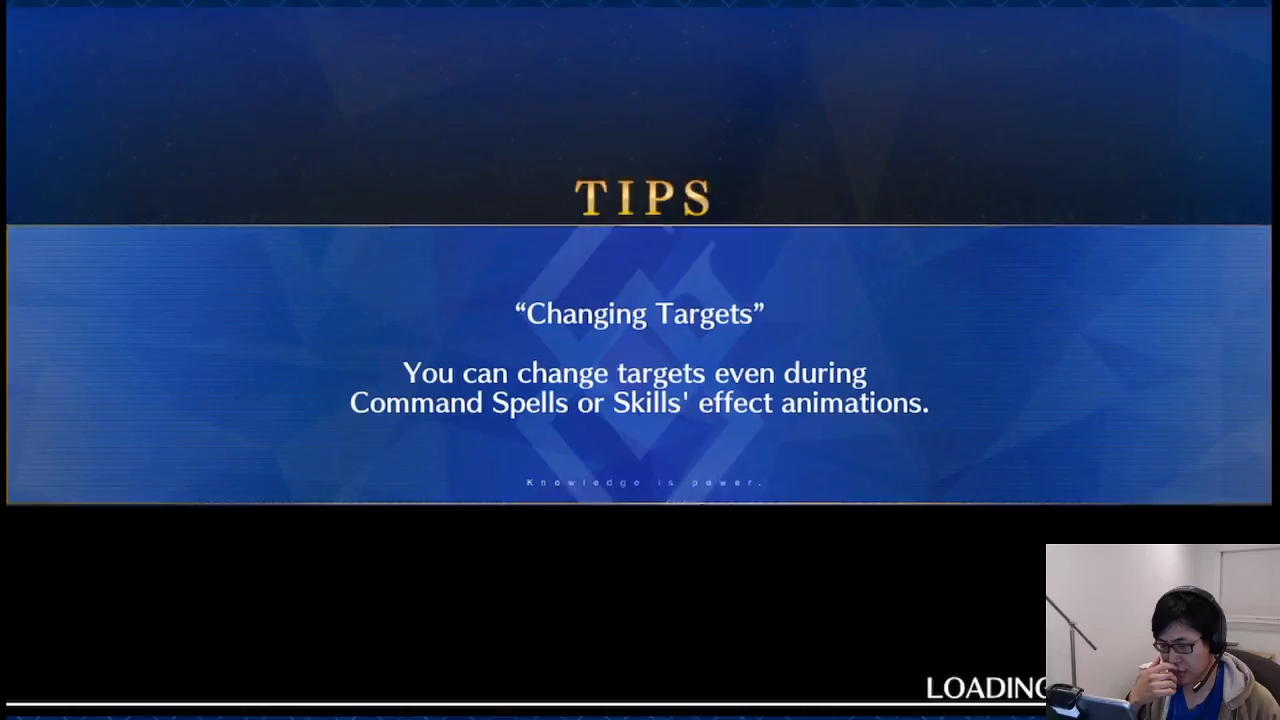 TIPS
“Changing Targets”
You can change targets even during
Command Spells or Skills' effect animations.
Knowledge is power.
LOADING